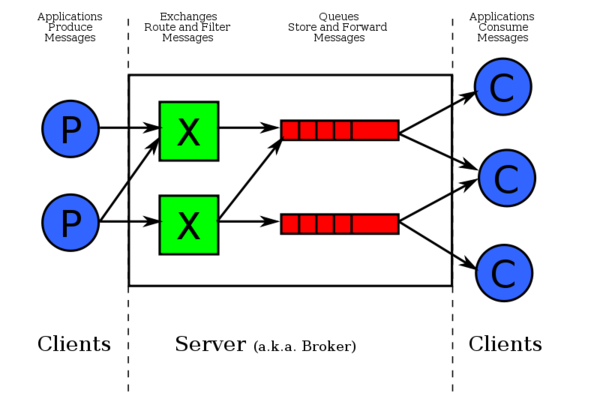 Applications
Produce
Messages
Exchanges
Route and Filter
Messages
Queues
Store and Forward
Messages
Applications
Consume
Messages
P
X
C
P
X
C
C
Clients
Server (a.k.a. Broker)
Clients